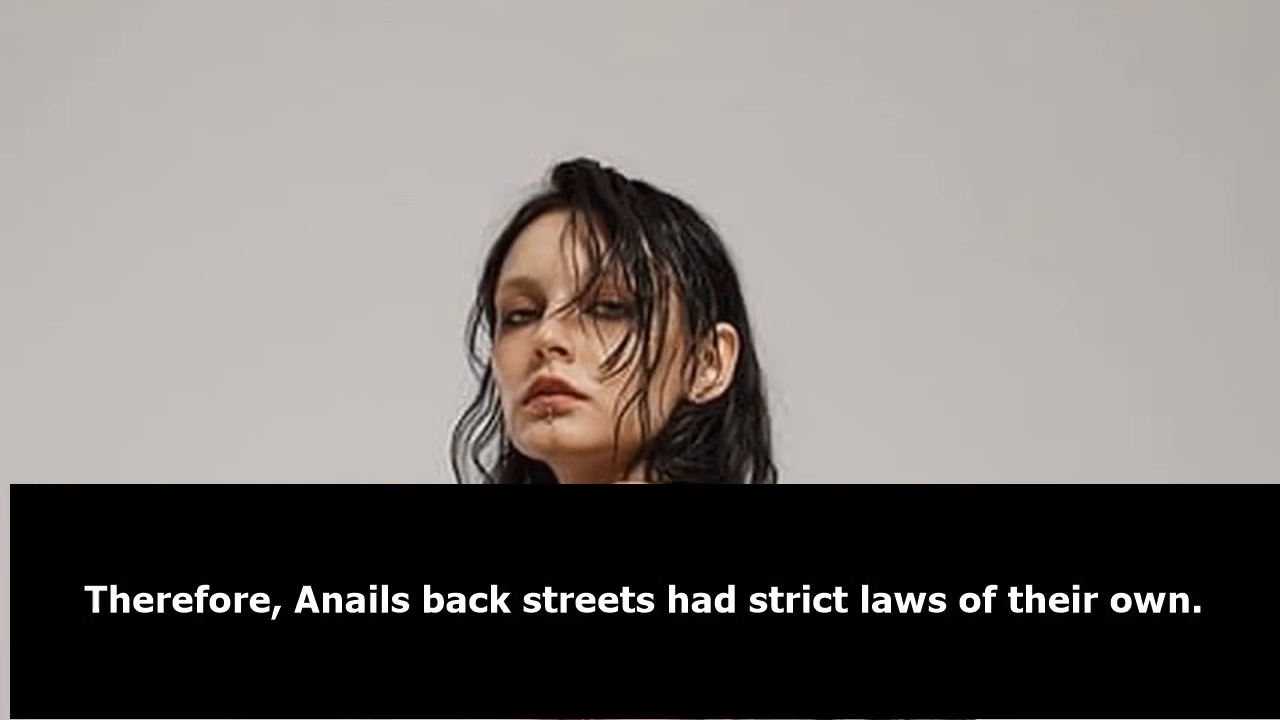 Therefore, Anails back streets had strict laws of their own.